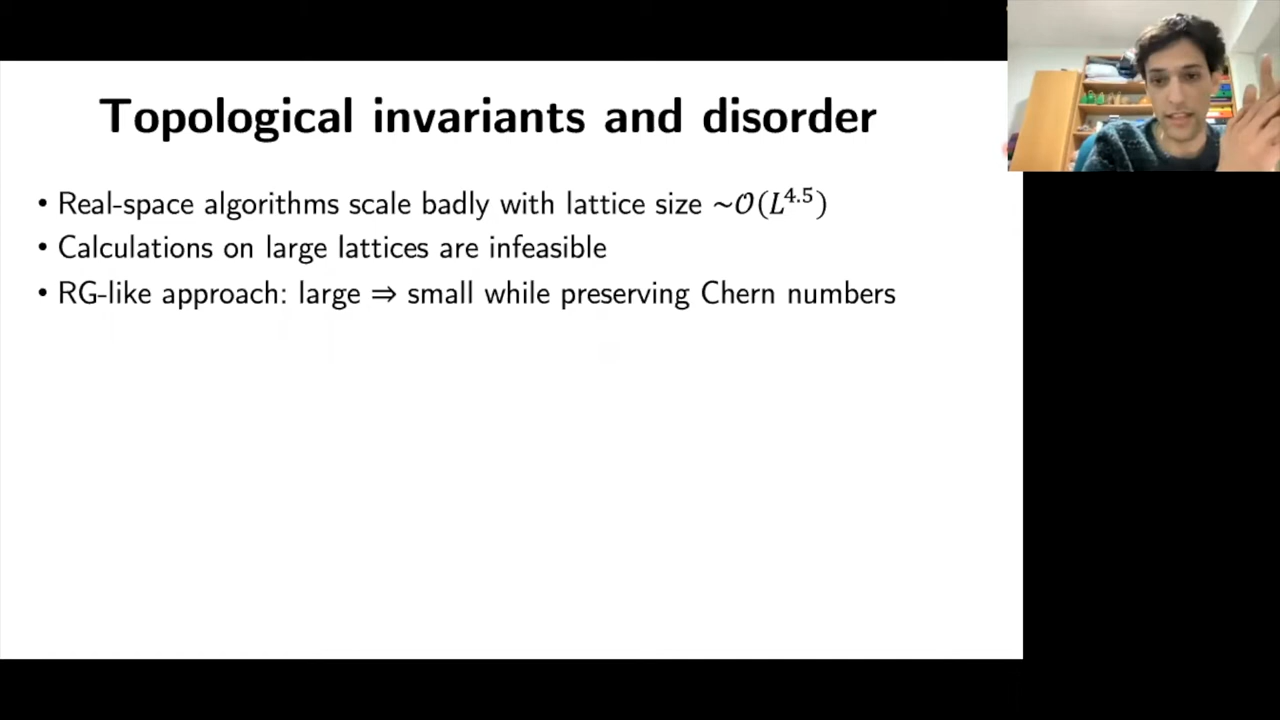 Topological invariants and disorder
• Real-space algorithms scale badly with lattice size ~𝒪(L^4.5)
• Calculations on large lattices are infeasible
• RG-like approach: large ⇒ small while preserving Chern numbers